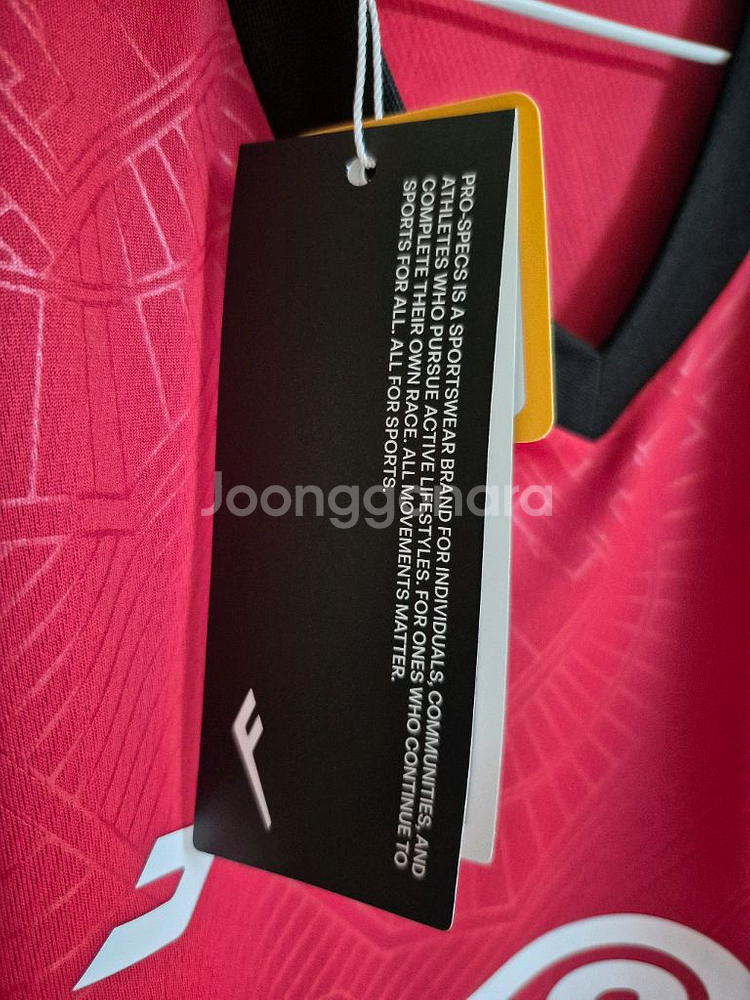 PRO-SPECS IS A SPORTSWEAR BRAND FOR INDIVIDUALS, COMMUNITIES, AND
ATHLETES WHO PURSUE ACTIVE LIFESTYLES. FOR ONES WHO CONTINUE TO
COMPLETE THEIR OWN RACE. ALL MOVEMENTS MATTER.
SPORTS FOR ALL. ALL FOR SPORTS.
Joonggonara